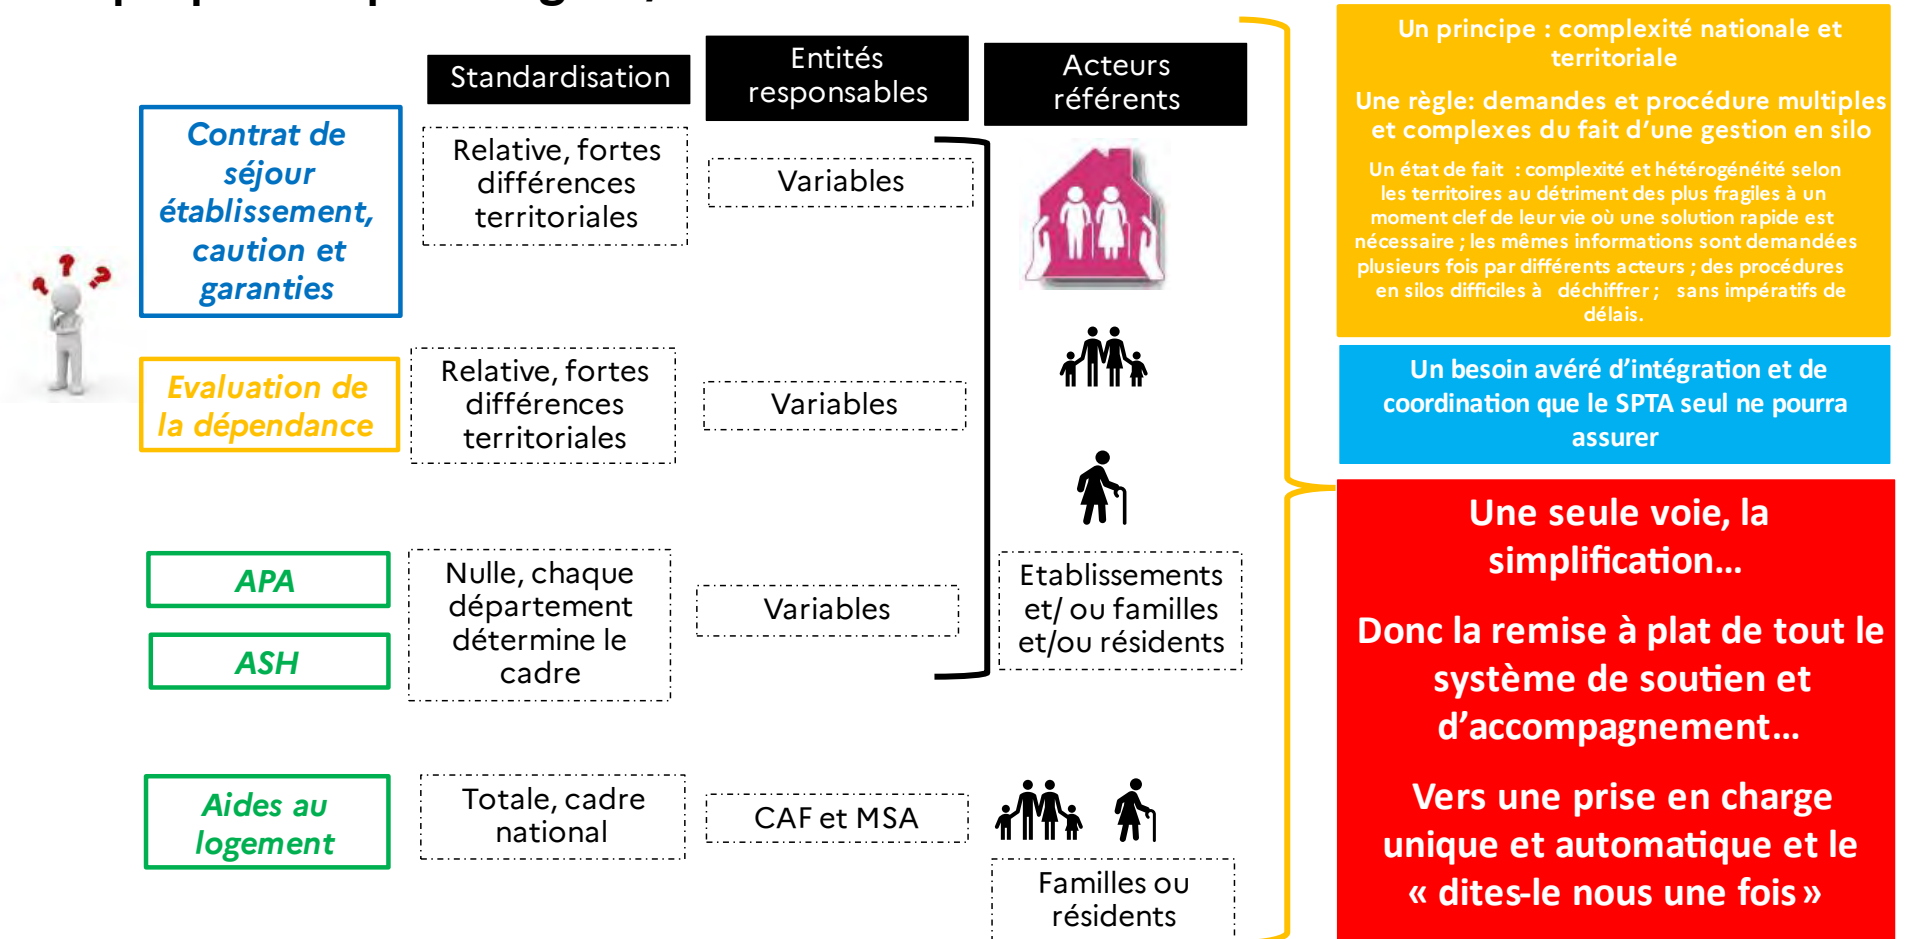 Standardisation
Entités
responsables
Acteurs
référents
Contrat de
séjour
établissement,
caution et
garanties
Relative, fortes
différences
territoriales
Variables
Evaluation de
la dépendance
Relative, fortes
différences
territoriales
Variables
APA
ASH
Nulle, chaque
département
détermine le
cadre
Variables
Etablissements
et/ ou familles
et/ou résidents
Aides au
logement
Totale, cadre
national
CAF et MSA
Familles ou
résidents
Un principe : complexité nationale et
territoriale
Une règle: demandes et procédure multiples
et complexes du fait d’une gestion en silo
Un état de fait : complexité et hétérogénéité selon
les territoires au détriment des plus fragiles à un
moment clef de leur vie où une solution rapide est
nécessaire ; les mêmes informations sont demandées
plusieurs fois par différents acteurs ; des procédures
en silos difficiles à déchiffrer ; sans impératifs de
délais.
Un besoin avéré d’intégration et de
coordination que le SPTA seul ne pourra
assurer
Une seule voie, la
simplification…
Donc la remise à plat de tout le
système de soutien et
d’accompagnement…
Vers une prise en charge
unique et automatique et le
« dites-le nous une fois »